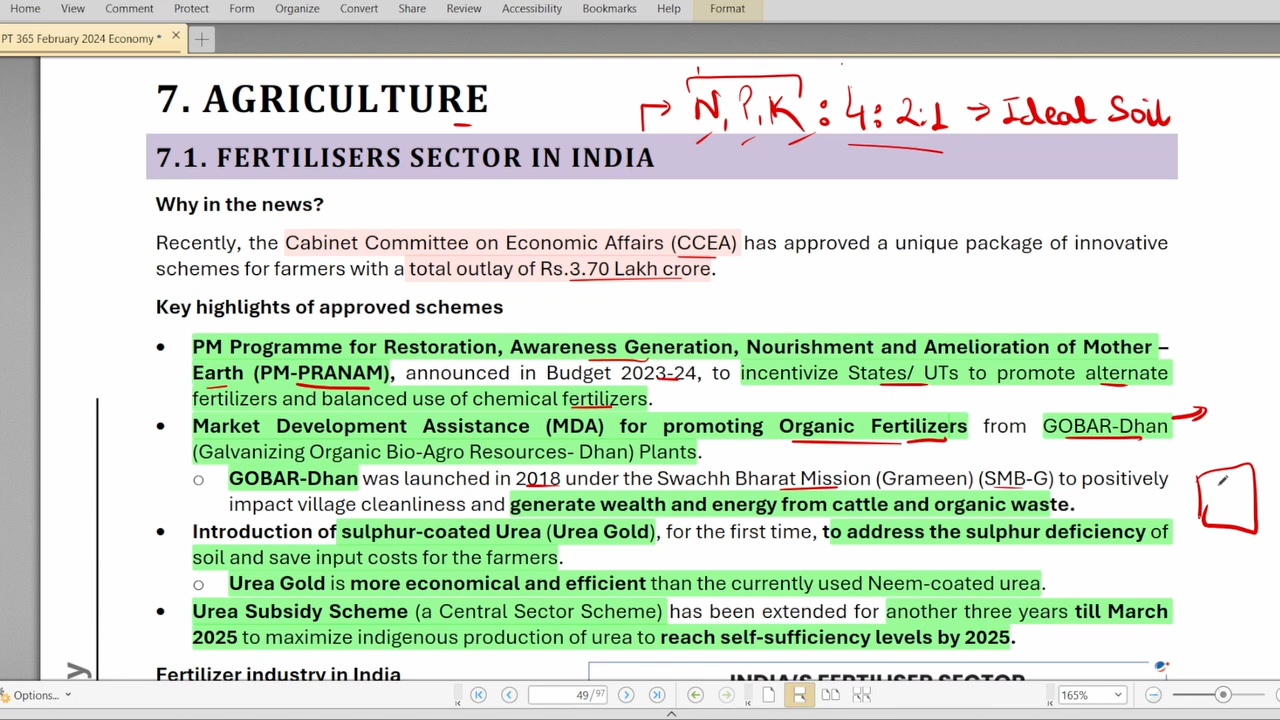 Home View Comment Protect Form Organize Convert Share Review Accessibility Bookmarks Help Format
PT 365 February 2024 Economy *
7. AGRICULTURE
N, P, K : 4:2:1 → Ideal Soil
7.1. FERTILISERS SECTOR IN INDIA
Why in the news?
Recently, the Cabinet Committee on Economic Affairs (CCEA) has approved a unique package of innovative
schemes for farmers with a total outlay of Rs.3.70 Lakh crore.
Key highlights of approved schemes
• PM Programme for Restoration, Awareness Generation, Nourishment and Amelioration of Mother –
Earth (PM-PRANAM), announced in Budget 2023-24, to incentivize States/ UTs to promote alternate
fertilizers and balanced use of chemical fertilizers.
• Market Development Assistance (MDA) for promoting Organic Fertilizers from GOBAR-Dhan
(Galvanizing Organic Bio-Agro Resources- Dhan) Plants.
○ GOBAR-Dhan was launched in 2018 under the Swachh Bharat Mission (Grameen) (SMB-G) to positively
impact village cleanliness and generate wealth and energy from cattle and organic waste.
• Introduction of sulphur-coated Urea (Urea Gold), for the first time, to address the sulphur deficiency of
soil and save input costs for the farmers.
○ Urea Gold is more economical and efficient than the currently used Neem-coated urea.
• Urea Subsidy Scheme (a Central Sector Scheme) has been extended for another three years till March
2025 to maximize indigenous production of urea to reach self-sufficiency levels by 2025.
Fertilizer industry in India
INDIA'S FERTILISER SECTOR
Options... 49 / 97 165%